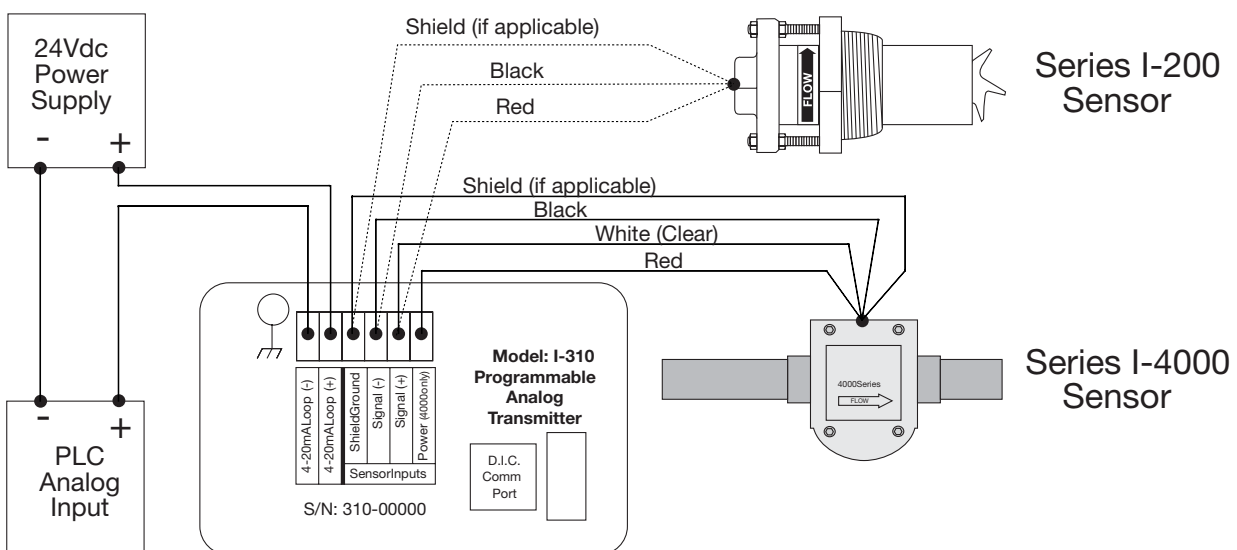 24Vdc
Power
Supply
-
+
Shield (if applicable)
Black
Red
FLOW
Series I-200
Sensor
Shield (if applicable)
Black
White (Clear)
Red
4-20mALoop (-)
4-20mALoop (+)
ShieldGround
Signal (-)
Signal (+)
Power (4000only)
SensorInputs
S/N: 310-00000
Model: I-310
Programmable
Analog
Transmitter
D.I.C.
Comm
Port
4000Series
FLOW
Series I-4000
Sensor
-
+
PLC
Analog
Input